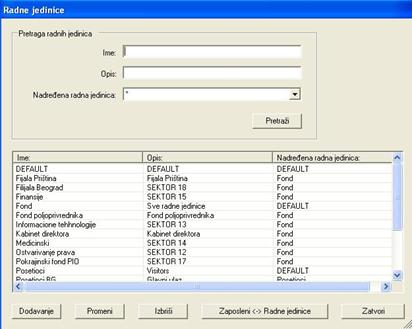 Radne jedinice
Pretraga radnih jedinica
Ime:
Opis:
Nadređena radna jedinica: *
Pretraži
Ime: Opis: Nadređena radna jedinica:
DEFAULT DEFAULT DEFAULT
Fijala Priština Fijala Priština Fond
Filijala Beograd SEKTOR 18 Fond
Finansije SEKTOR 15 Fond
Fond Sve radne jedinice DEFAULT
Fond poljoprivrednika Fond poljoprivrednika Fond
Informacione tehhnologije SEKTOR 13 Fond
Kabinet direktora Kabinet direktora Fond
Medicinski SEKTOR 14 Fond
Ostvarivanje prava SEKTOR 12 Fond
Pokrajinski fond PIO SEKTOR 17 Fond
Posetioci Visitors DEFAULT
Posetioci BG Glavni ulaz Posetioci
Dodavanje Promeni Izbriši Zaposleni <-> Radne jedinice Zatvori